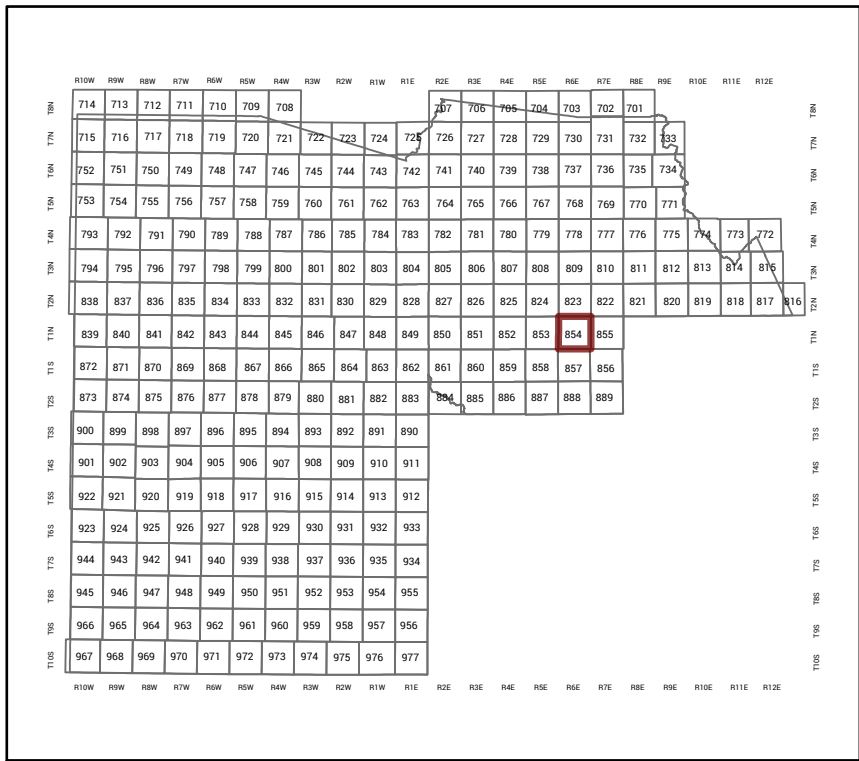 R10W R9W R8W R7W R6W R5W R4W R3W R2W R1W R1E R2E R3E R4E R5E R6E R7E R8E R9E R10E R11E R12E
T8N 714 713 712 711 710 709 708 707 706 705 704 703 702 701 T8N
T7N 715 716 717 718 719 720 721 722 723 724 725 726 727 728 729 730 731 732 733 T7N
T6N 752 751 750 749 748 747 746 745 744 743 742 741 740 739 738 737 736 735 734 T6N
T5N 753 754 755 756 757 758 759 760 761 762 763 764 765 766 767 768 769 770 771 T5N
T4N 793 792 791 790 789 788 787 786 785 784 783 782 781 780 779 778 777 776 775 774 773 772 T4N
T3N 794 795 796 797 798 799 800 801 802 803 804 805 806 807 808 809 810 811 812 813 814 815 T3N
T2N 838 837 836 835 834 833 832 831 830 829 828 827 826 825 824 823 822 821 820 819 818 817 816 T2N
T1N 839 840 841 842 843 844 845 846 847 848 849 850 851 852 853 854 855 T1N
T1S 872 871 870 869 868 867 866 865 864 863 862 861 860 859 858 857 856 T1S
T2S 873 874 875 876 877 878 879 880 881 882 883 884 885 886 887 888 889 T2S
T3S 900 899 898 897 896 895 894 893 892 891 890 T3S
T4S 901 902 903 904 905 906 907 908 909 910 911 T4S
T5S 922 921 920 919 918 917 916 915 914 913 912 T5S
T6S 923 924 925 926 927 928 929 930 931 932 933 T6S
T7S 944 943 942 941 940 939 938 937 936 935 934 T7S
T8S 945 946 947 948 949 950 951 952 953 954 955 T8S
T9S 966 965 964 963 962 961 960 959 958 957 956 T9S
T10S 967 968 969 970 971 972 973 974 975 976 977 T10S
R10W R9W R8W R7W R6W R5W R4W R3W R2W R1W R1E R2E R3E R4E R5E R6E R7E R8E R9E R10E R11E R12E